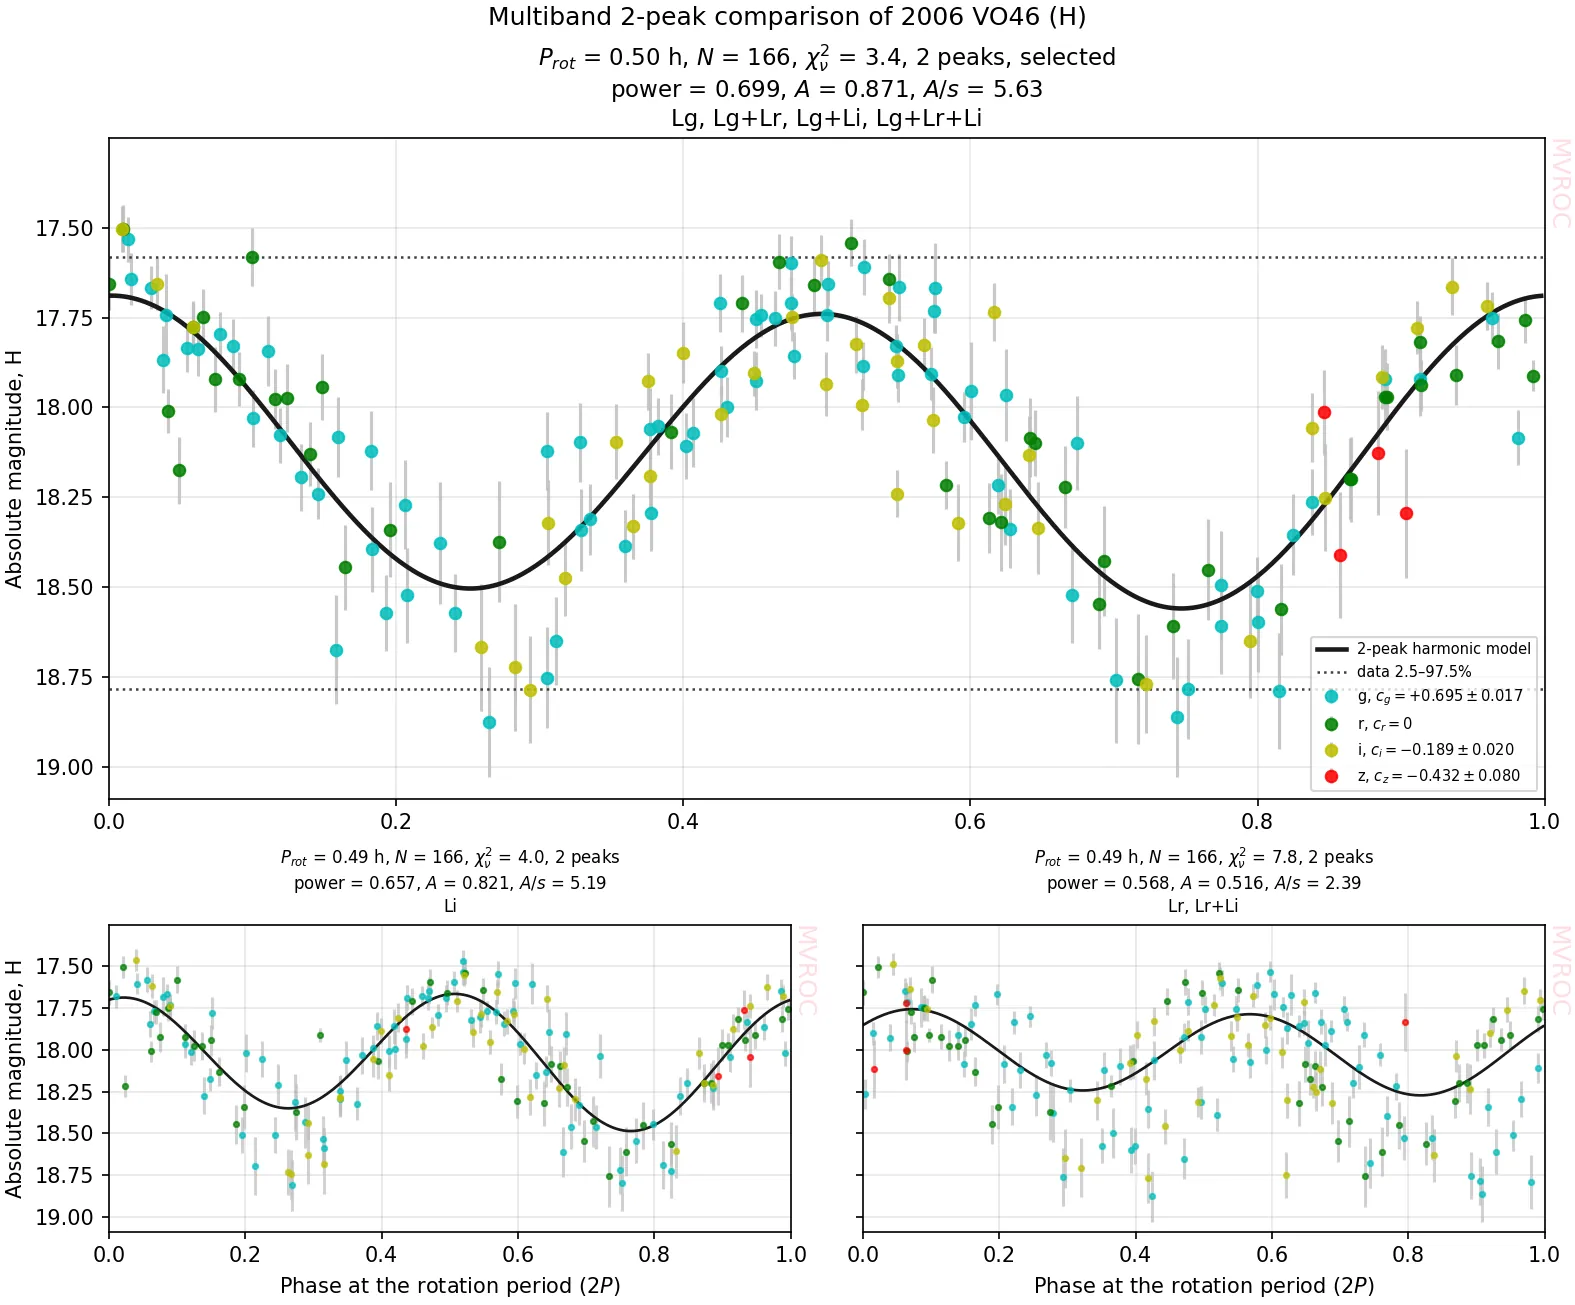 Multiband 2-peak comparison of 2006 VO46 (H)
P_rot = 0.50 h, N = 166, χ²_ν = 3.4, 2 peaks, selected
power = 0.699, A = 0.871, A/s = 5.63
Lg, Lg+Lr, Lg+Li, Lg+Lr+Li
MVROC
Absolute magnitude, H
17.50
17.75
18.00
18.25
18.50
18.75
19.00
2-peak harmonic model
data 2.5–97.5%
g, c_g = +0.695 ± 0.017
r, c_r = 0
i, c_i = −0.189 ± 0.020
z, c_z = −0.432 ± 0.080
0.0 0.2 0.4 0.6 0.8 1.0
P_rot = 0.49 h, N = 166, χ²_ν = 4.0, 2 peaks
power = 0.657, A = 0.821, A/s = 5.19
Li
MVROC
Absolute magnitude, H
17.50
17.75
18.00
18.25
18.50
18.75
19.00
0.0 0.2 0.4 0.6 0.8 1.0
Phase at the rotation period (2P)
P_rot = 0.49 h, N = 166, χ²_ν = 7.8, 2 peaks
power = 0.568, A = 0.516, A/s = 2.39
Lr, Lr+Li
MVROC
0.0 0.2 0.4 0.6 0.8 1.0
Phase at the rotation period (2P)